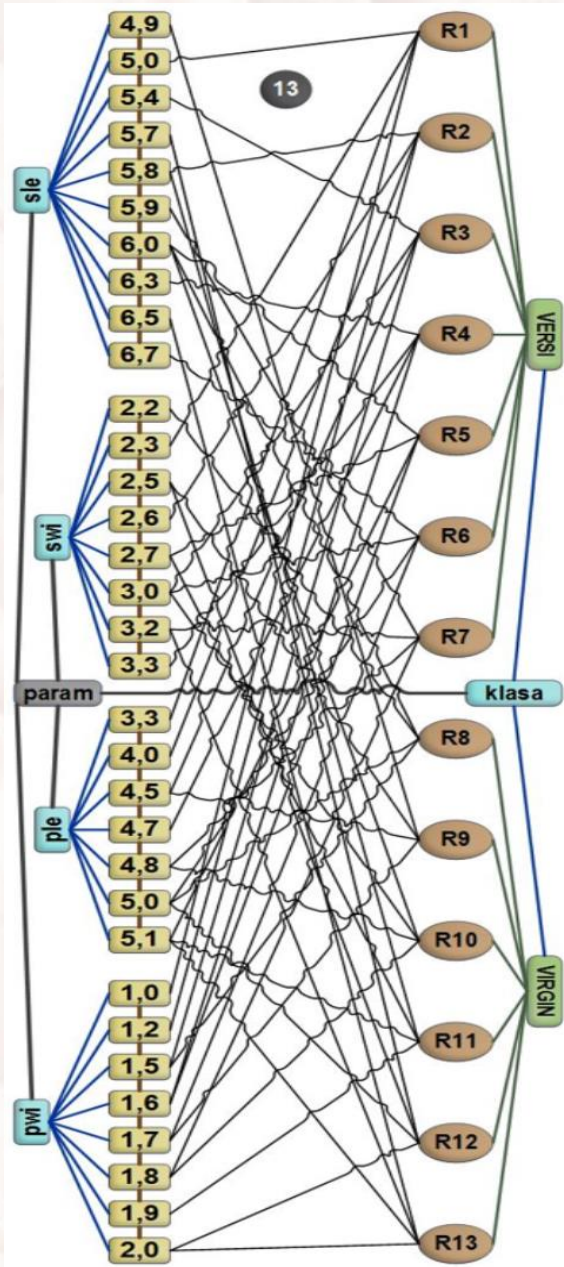 13
sle
4,9
5,0
5,4
5,7
5,8
5,9
6,0
6,3
6,5
6,7
swi
2,2
2,3
2,5
2,6
2,7
3,0
3,2
3,3
param
ple
3,3
4,0
4,5
4,7
4,8
5,0
5,1
pwi
1,0
1,2
1,5
1,6
1,7
1,8
1,9
2,0
R1
R2
R3
R4
R5
R6
R7
R8
R9
R10
R11
R12
R13
VERSI
klasa
VIRGIN